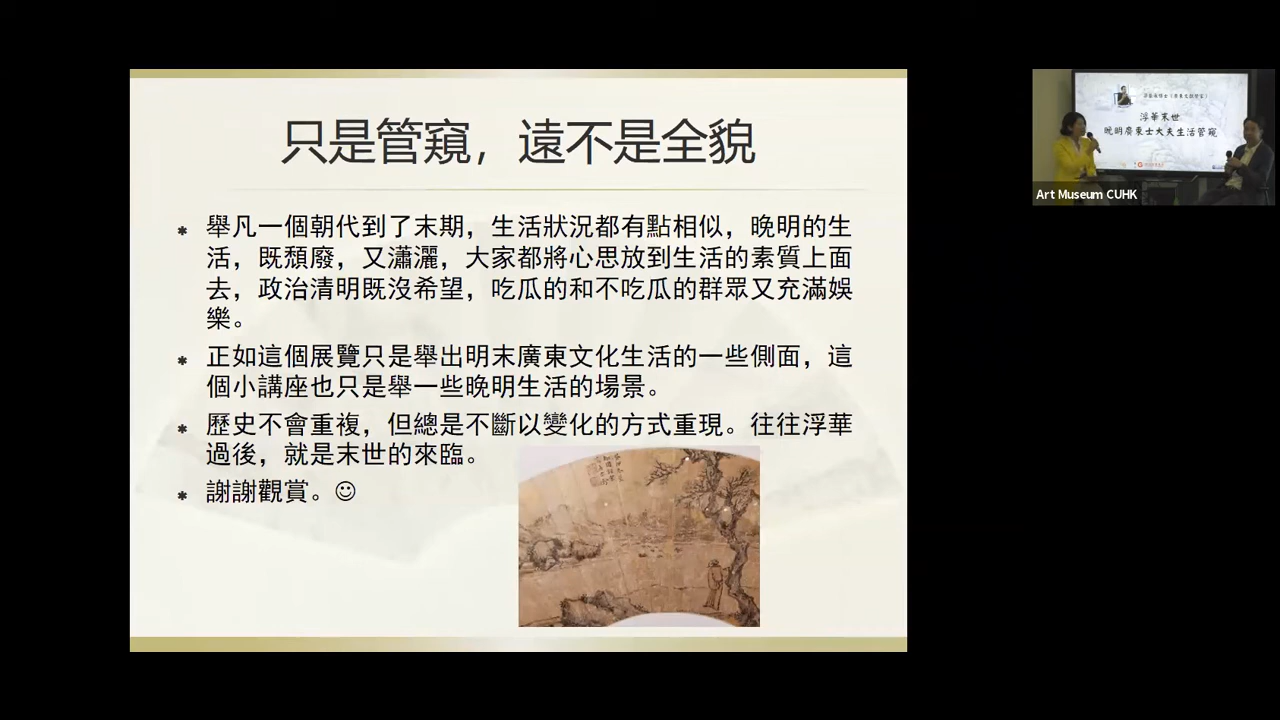 只是管窺，遠不是全貌
舉凡一個朝代到了末期，生活狀況都有點相似，晚明的生
活，既頹廢，又瀟灑，大家都將心思放到生活的素質上面
去，政治清明既沒希望，吃瓜的和不吃瓜的群眾又充滿娛
樂。
正如這個展覽只是舉出明末廣東文化生活的一些側面，這
個小講座也只是舉一些晚明生活的場景。
歷史不會重複，但總是不斷以變化的方式重現。往往浮華
過後，就是末世的來臨。
謝謝觀賞。☺
浮華末世
晚明廣東士大夫生活管窺
Art Museum CUHK